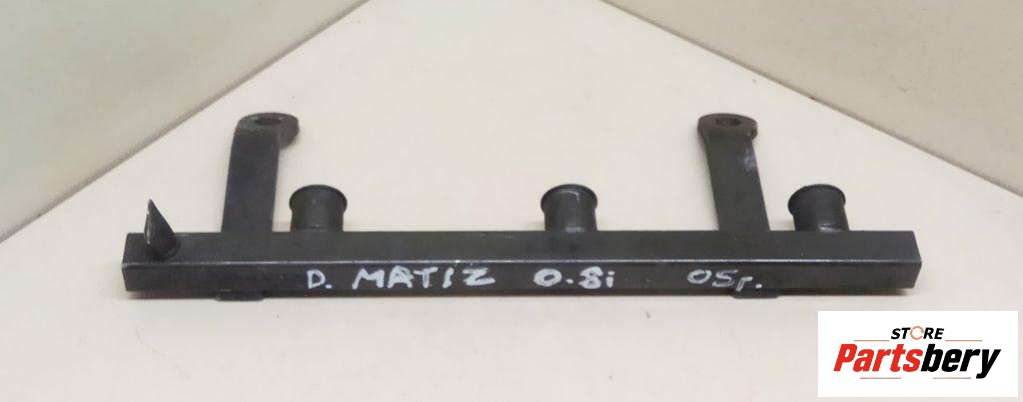 D. MATIZ 0.8i 05г.
STORE
Partsbery